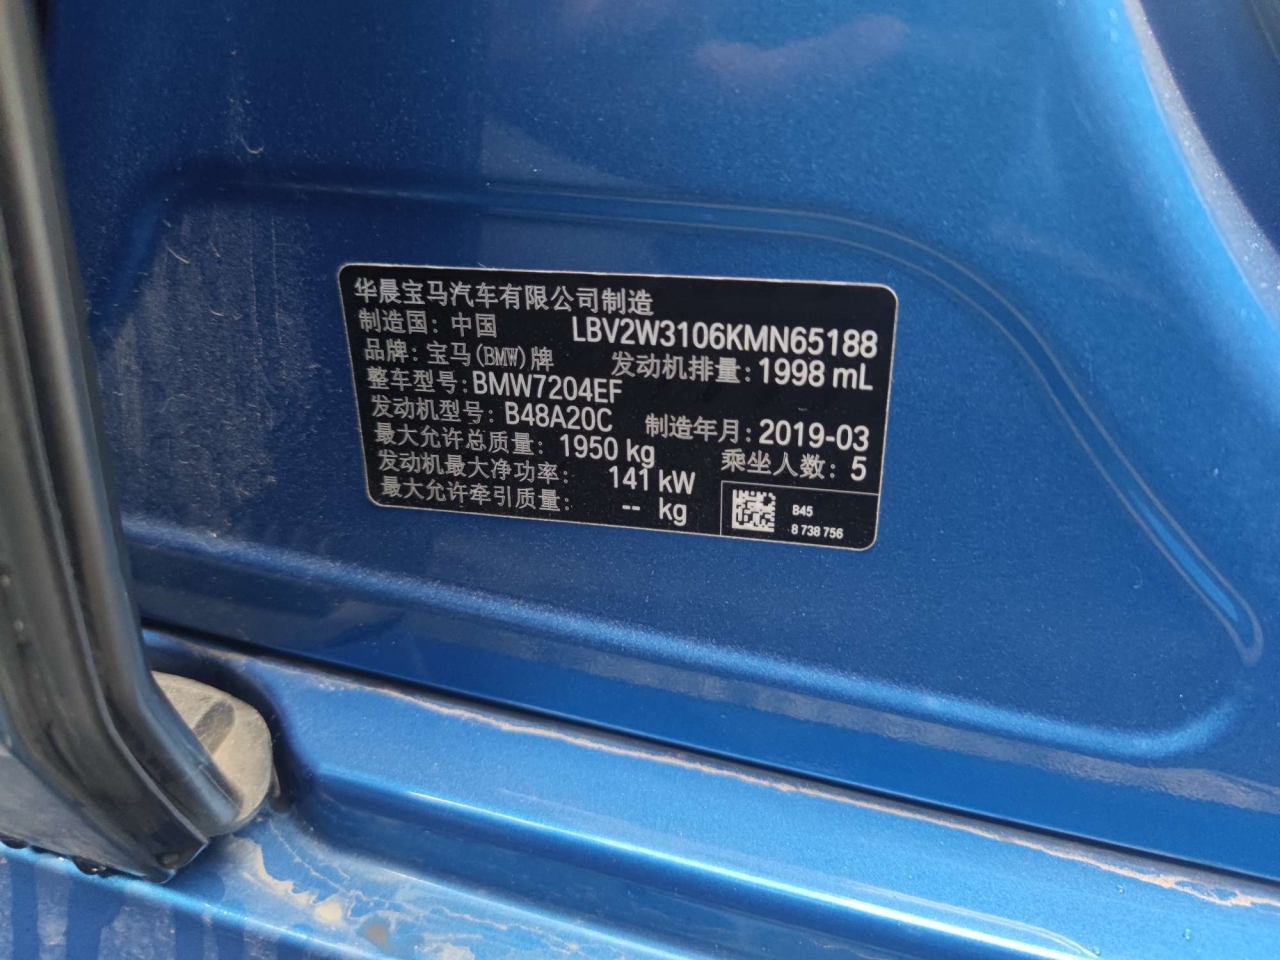 华晨宝马汽车有限公司制造
制造国：中国 LBV2W3106KMN65188
品牌：宝马(BMW)牌 发动机排量：1998 mL
整车型号：BMW7204EF
发动机型号：B48A20C 制造年月：2019-03
最大允许总质量：1950 kg 乘坐人数：5
发动机最大净功率：141 kW
最大允许牵引质量：-- kg
B45
8 738 756